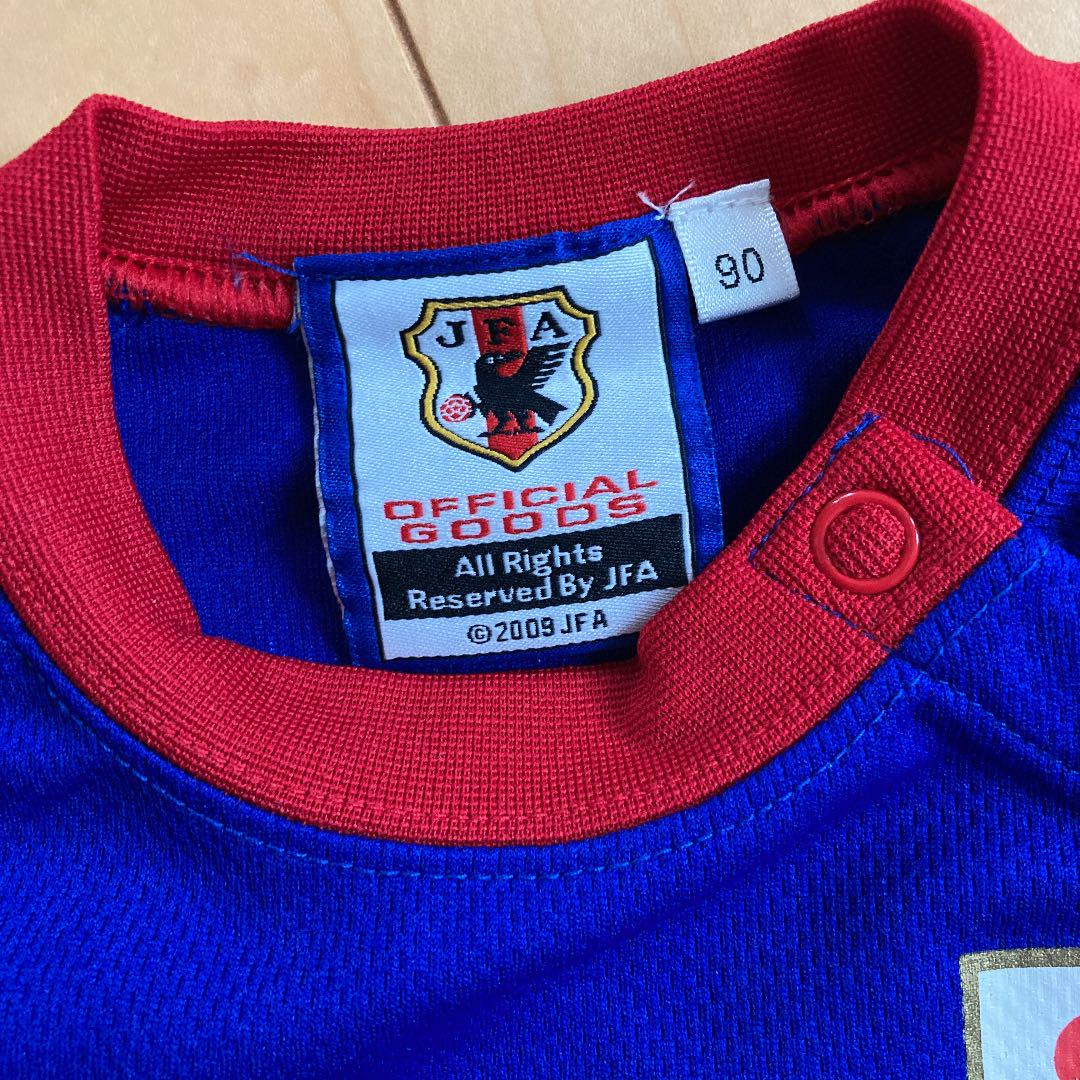 90
JFA
OFFICIAL
GOODS
All Rights
Reserved By JFA
©2009 JFA